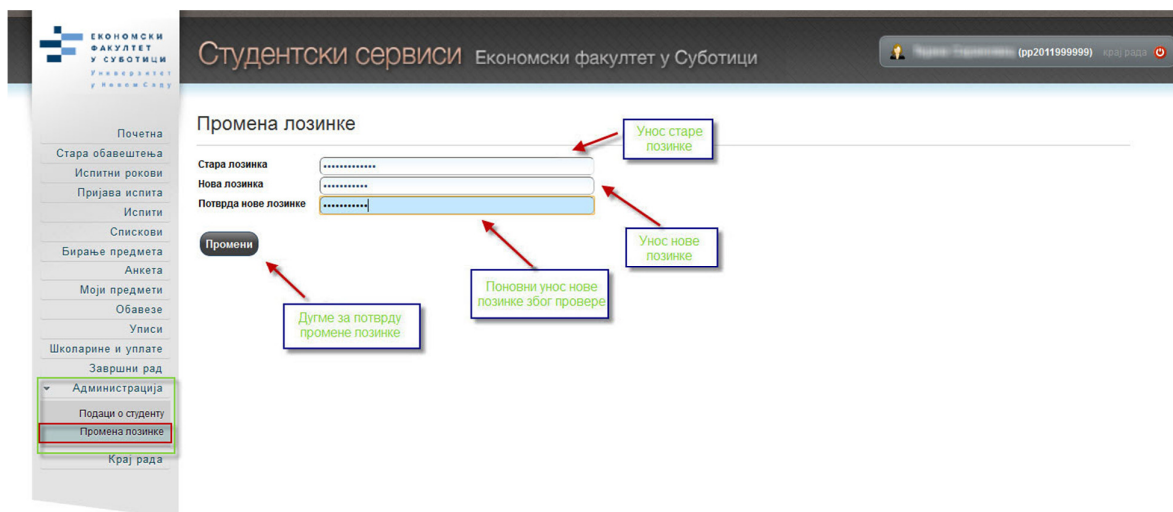 ЕКОНОМСКИ
ФАКУЛТЕТ
У СУБОТИЦИ
Универзитет
у Новом Саду
Студентски сервиси Економски факултет у Суботици
(pp2011999999) крај рада
Почетна
Стара обавештења
Испитни рокови
Пријава испита
Испити
Спискови
Бирање предмета
Анкета
Моји предмети
Обавезе
Уписи
Школарине и уплате
Завршни рад
Администрација
Подаци о студенту
Промена лозинке
Крај рада
Промена лозинке
Стара лозинка
Нова лозинка
Потврда нове лозинке
Промени
Унос старе
лозинке
Унос нове
лозинке
Поновни унос нове
лозинке због провере
Дугме за потврду
промене лозинке